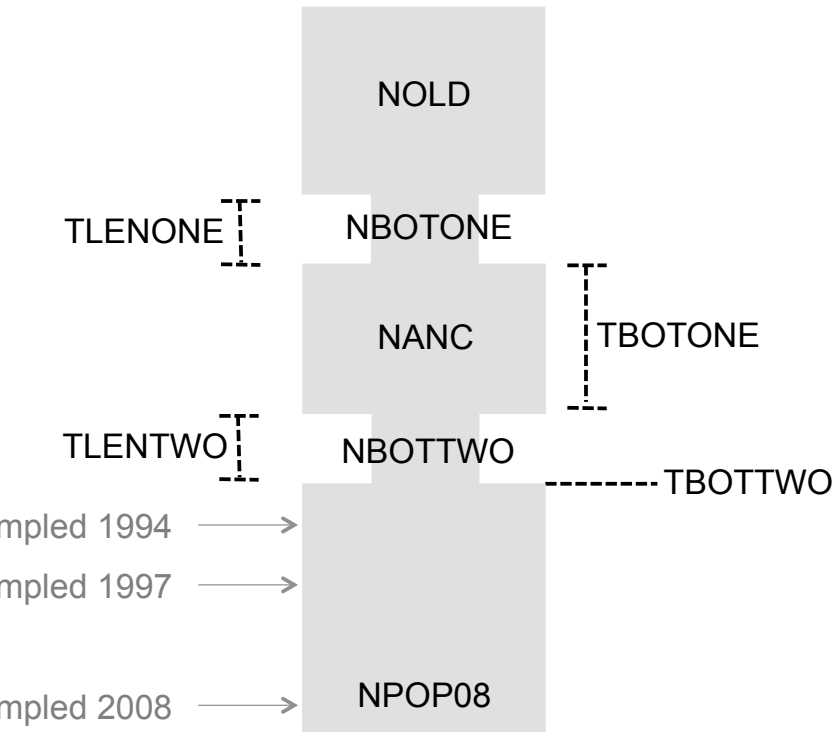 NOLD
TLENONE
NBOTONE
NANC
TBOTONE
TLENTWO
NBOTTWO
TBOTTWO
mpled 1994
mpled 1997
NPOP08
mpled 2008